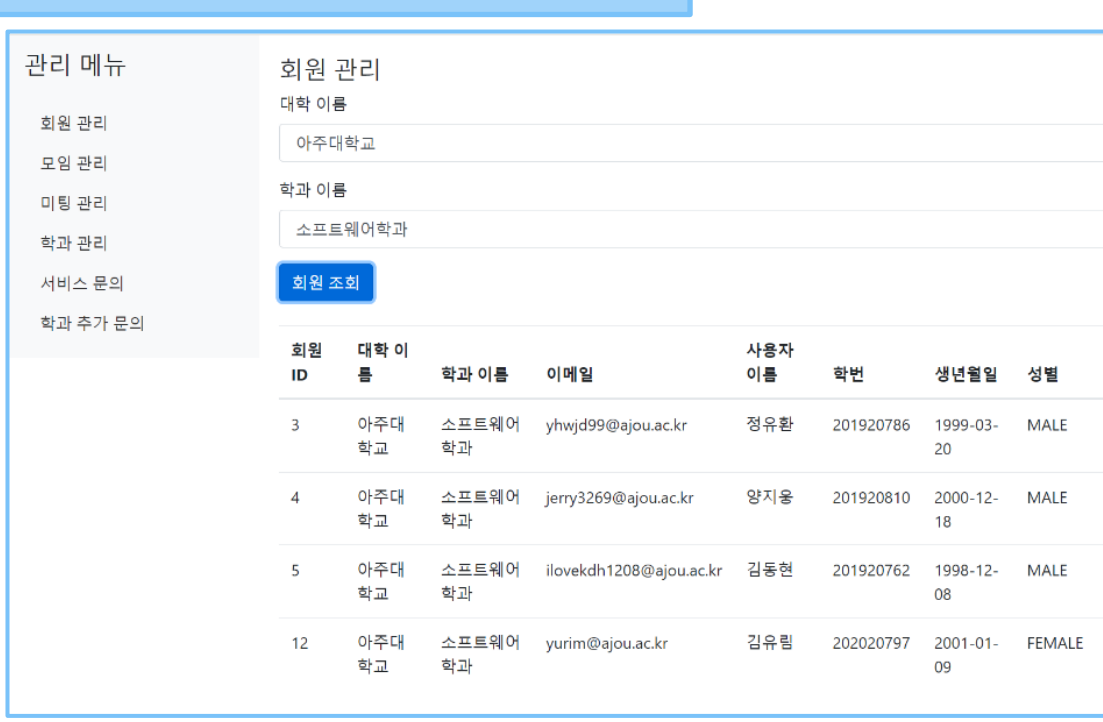 관리 메뉴
회원 관리
모임 관리
미팅 관리
학과 관리
서비스 문의
학과 추가 문의
회원 관리
대학 이름
아주대학교
학과 이름
소프트웨어학과
회원 조회
회원 대학 이 사용자
ID 름 학과 이름 이메일 이름 학번 생년월일 성별
3 아주대 소프트웨어 yhwjd99@ajou.ac.kr 정유환 201920786 1999-03- MALE
학교 학과 20
4 아주대 소프트웨어 jerry3269@ajou.ac.kr 양지웅 201920810 2000-12- MALE
학교 학과 18
5 아주대 소프트웨어 ilovekdh1208@ajou.ac.kr 김동현 201920762 1998-12- MALE
학교 학과 08
12 아주대 소프트웨어 yurim@ajou.ac.kr 김유림 202020797 2001-01- FEMALE
학교 학과 09